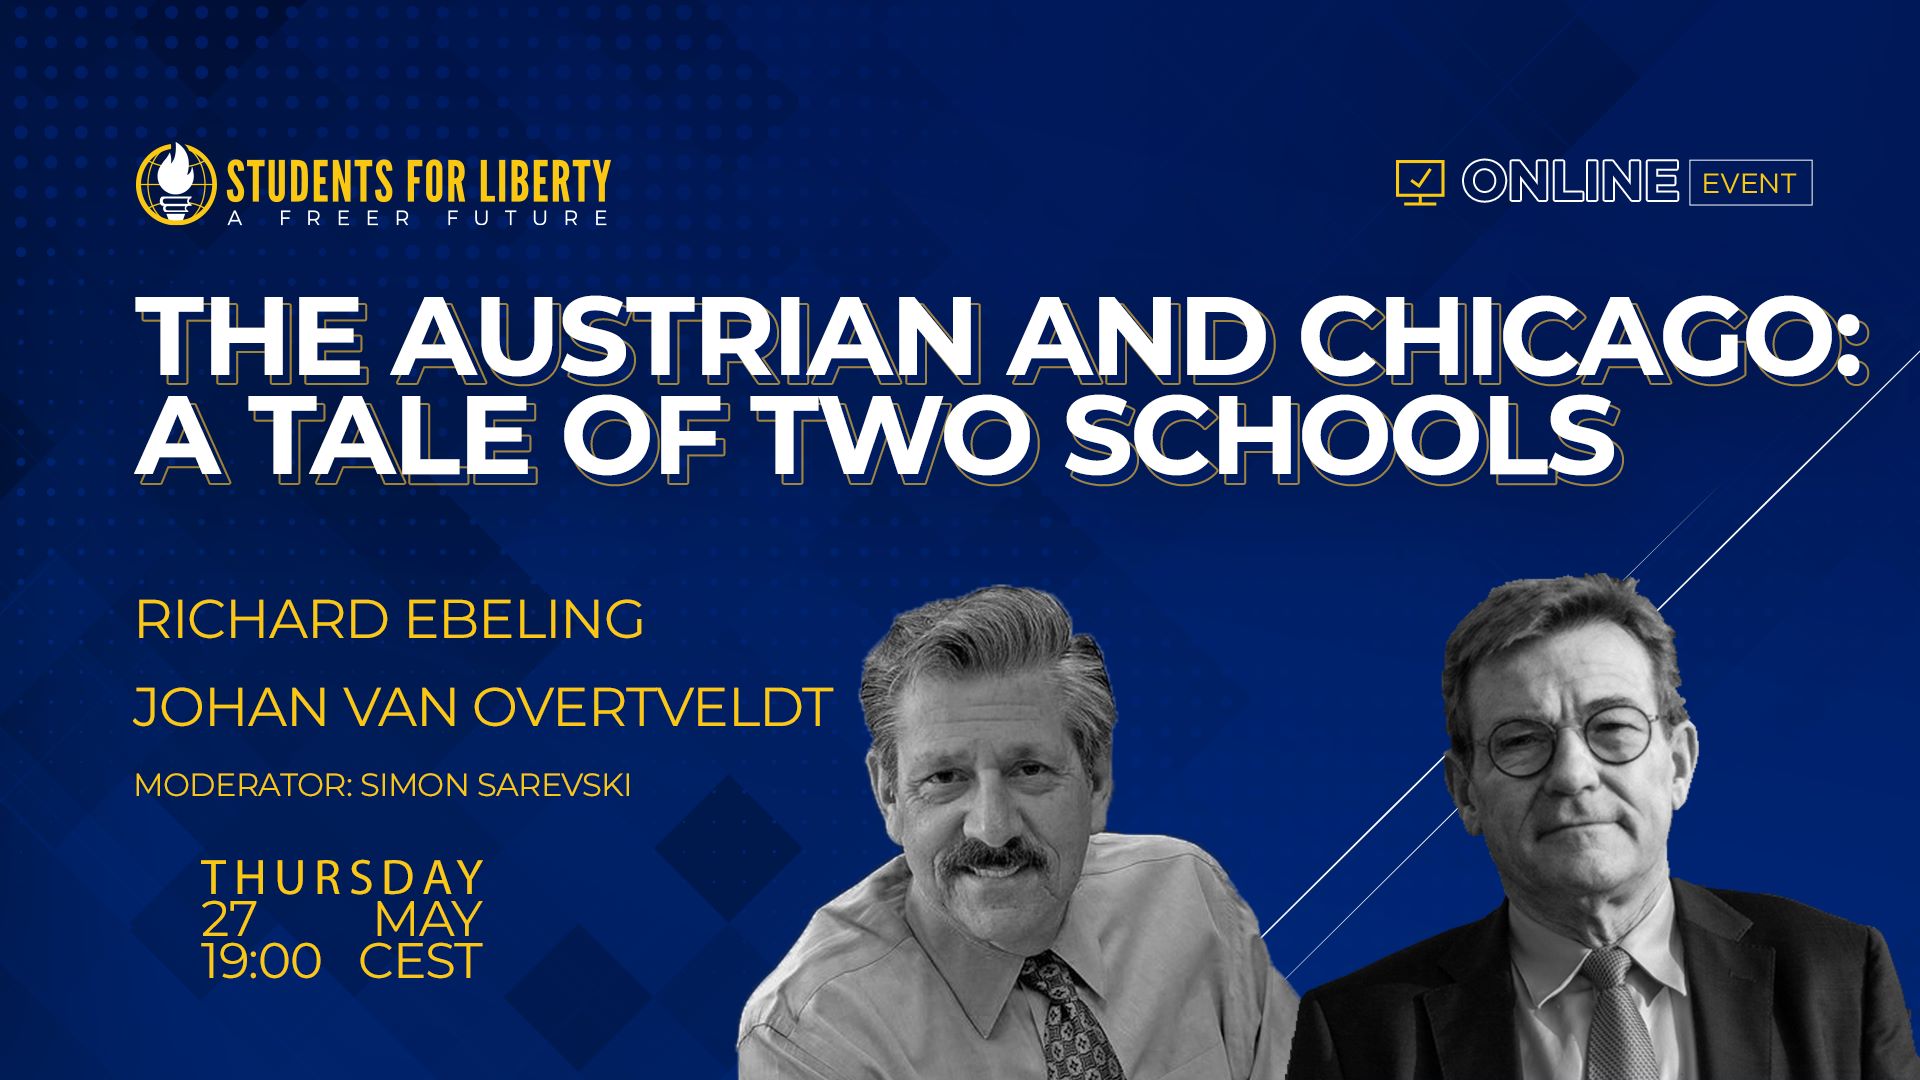 STUDENTS FOR LIBERTY
A FREER FUTURE
ONLINE EVENT
THE AUSTRIAN AND CHICAGO:
A TALE OF TWO SCHOOLS
RICHARD EBELING
JOHAN VAN OVERTVELDT
MODERATOR: SIMON SAREVSKI
THURSDAY
27 MAY
19:00 CEST